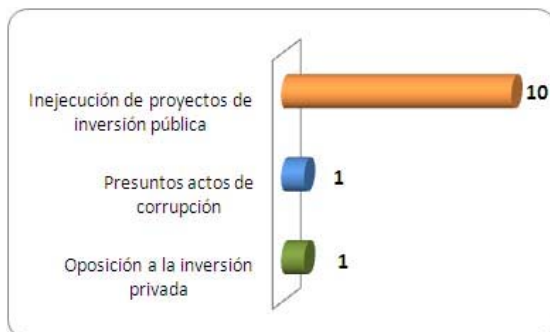 Inejecución de proyectos de
inversión pública
10
Presuntos actos de
corrupción
1
Oposición a la inversión
privada
1